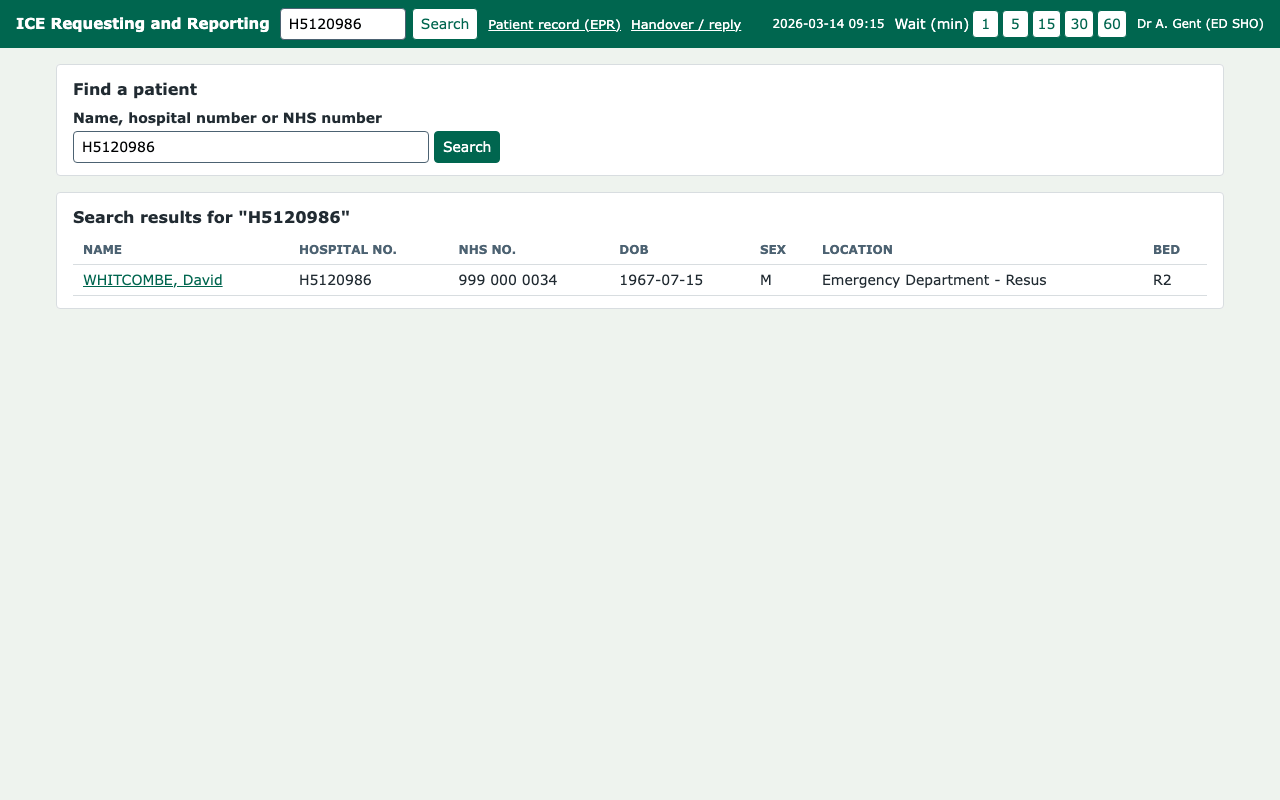 ICE Requesting and Reporting H5120986 Search Patient record (EPR) Handover / reply 2026-03-14 09:15 Wait (min) 1 5 15 30 60 Dr A. Gent (ED SHO)
Find a patient
Name, hospital number or NHS number
H5120986 Search
Search results for "H5120986"
NAME HOSPITAL NO. NHS NO. DOB SEX LOCATION BED
WHITCOMBE, David H5120986 999 000 0034 1967-07-15 M Emergency Department - Resus R2